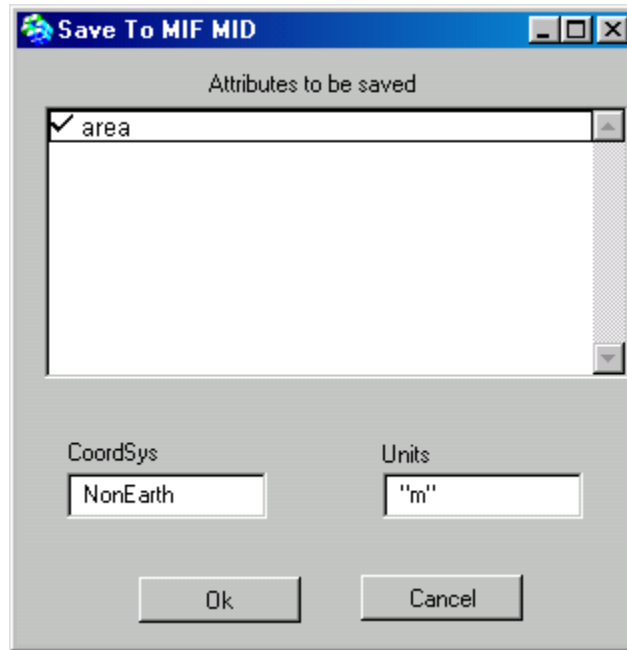 Save To MIF MID
Attributes to be saved
area
CoordSys
Units
NonEarth
"m"
Ok
Cancel